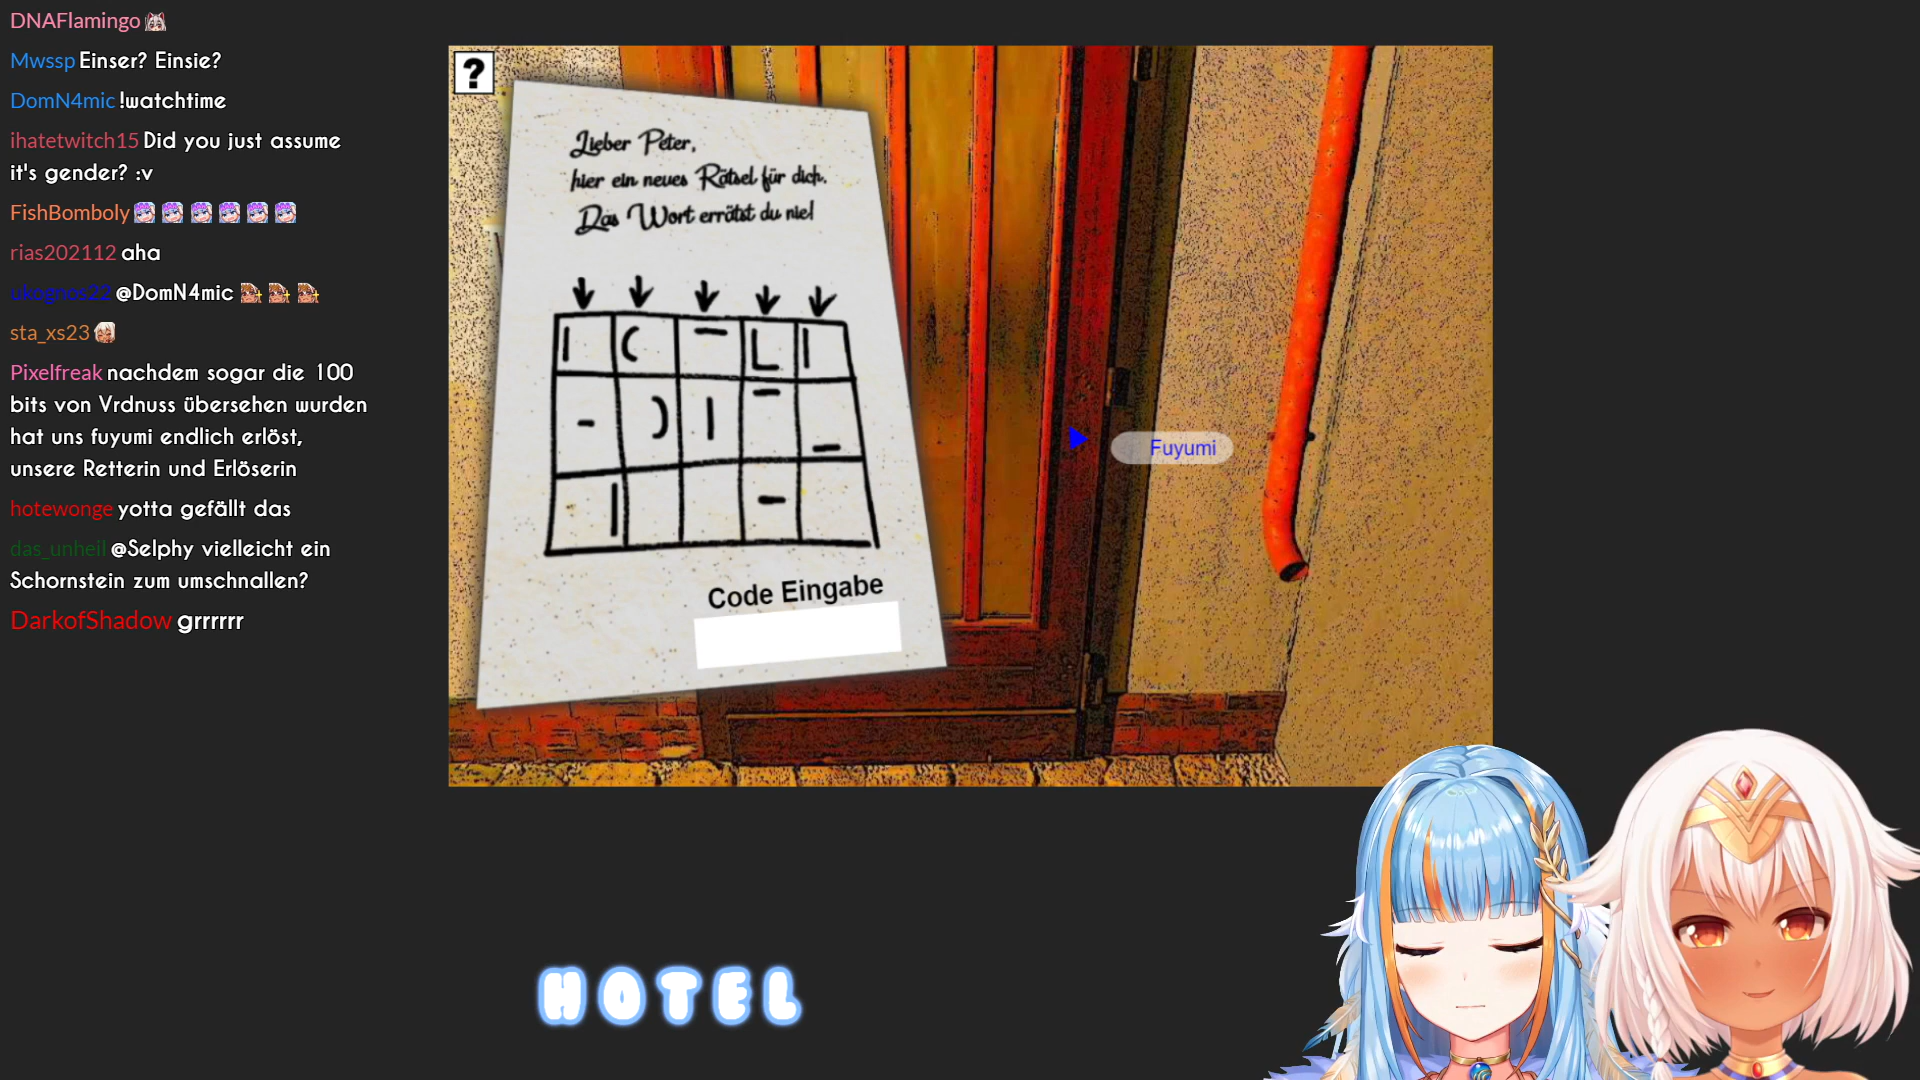 DNAFlamingo
Mwssp Einser? Einsie?
DomN4mic !watchtime
ihatetwitch15 Did you just assume
it's gender? :v
FishBomboly
rias202112 aha
ukognos22 @DomN4mic
sta_xs23
Pixelfreak nachdem sogar die 100
bits von Vrdnuss übersehen wurden
hat uns fuyumi endlich erlöst,
unsere Retterin und Erlöserin
hotewonge yotta gefällt das
das_unheil @Selphy vielleicht ein
Schornstein zum umschnallen?
DarkofShadow grrrrrr
?
Lieber Peter,
hier ein neues Rätsel für dich.
Das Wort errätst du nie!
Code Eingabe
Fuyumi
HOTEL